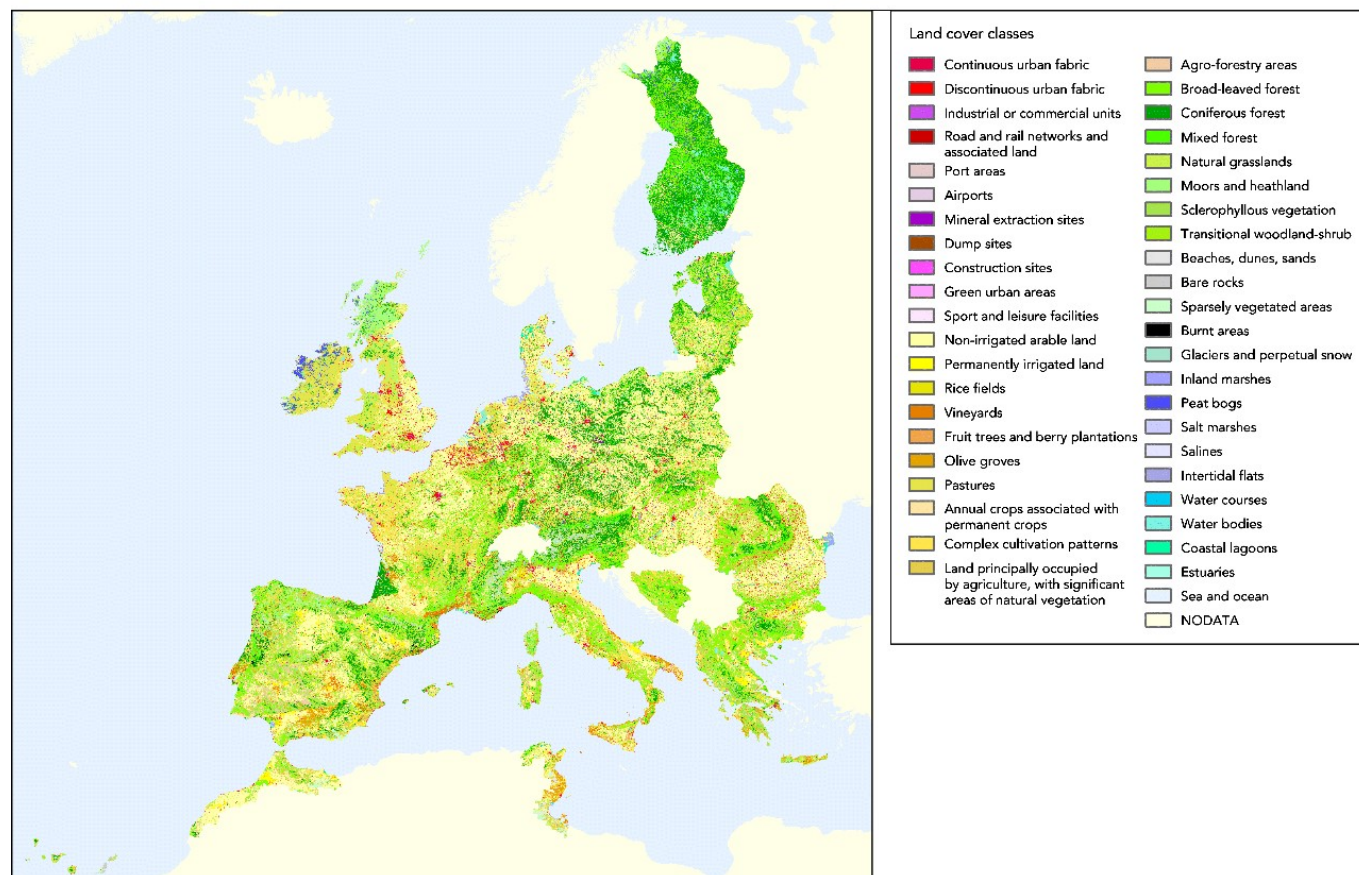 Land cover classes
Continuous urban fabric
Discontinuous urban fabric
Industrial or commercial units
Road and rail networks and
associated land
Port areas
Airports
Mineral extraction sites
Dump sites
Construction sites
Green urban areas
Sport and leisure facilities
Non-irrigated arable land
Permanently irrigated land
Rice fields
Vineyards
Fruit trees and berry plantations
Olive groves
Pastures
Annual crops associated with
permanent crops
Complex cultivation patterns
Land principally occupied
by agriculture, with significant
areas of natural vegetation
Agro-forestry areas
Broad-leaved forest
Coniferous forest
Mixed forest
Natural grasslands
Moors and heathland
Sclerophyllous vegetation
Transitional woodland-shrub
Beaches, dunes, sands
Bare rocks
Sparsely vegetated areas
Burnt areas
Glaciers and perpetual snow
Inland marshes
Peat bogs
Salt marshes
Salines
Intertidal flats
Water courses
Water bodies
Coastal lagoons
Estuaries
Sea and ocean
NODATA